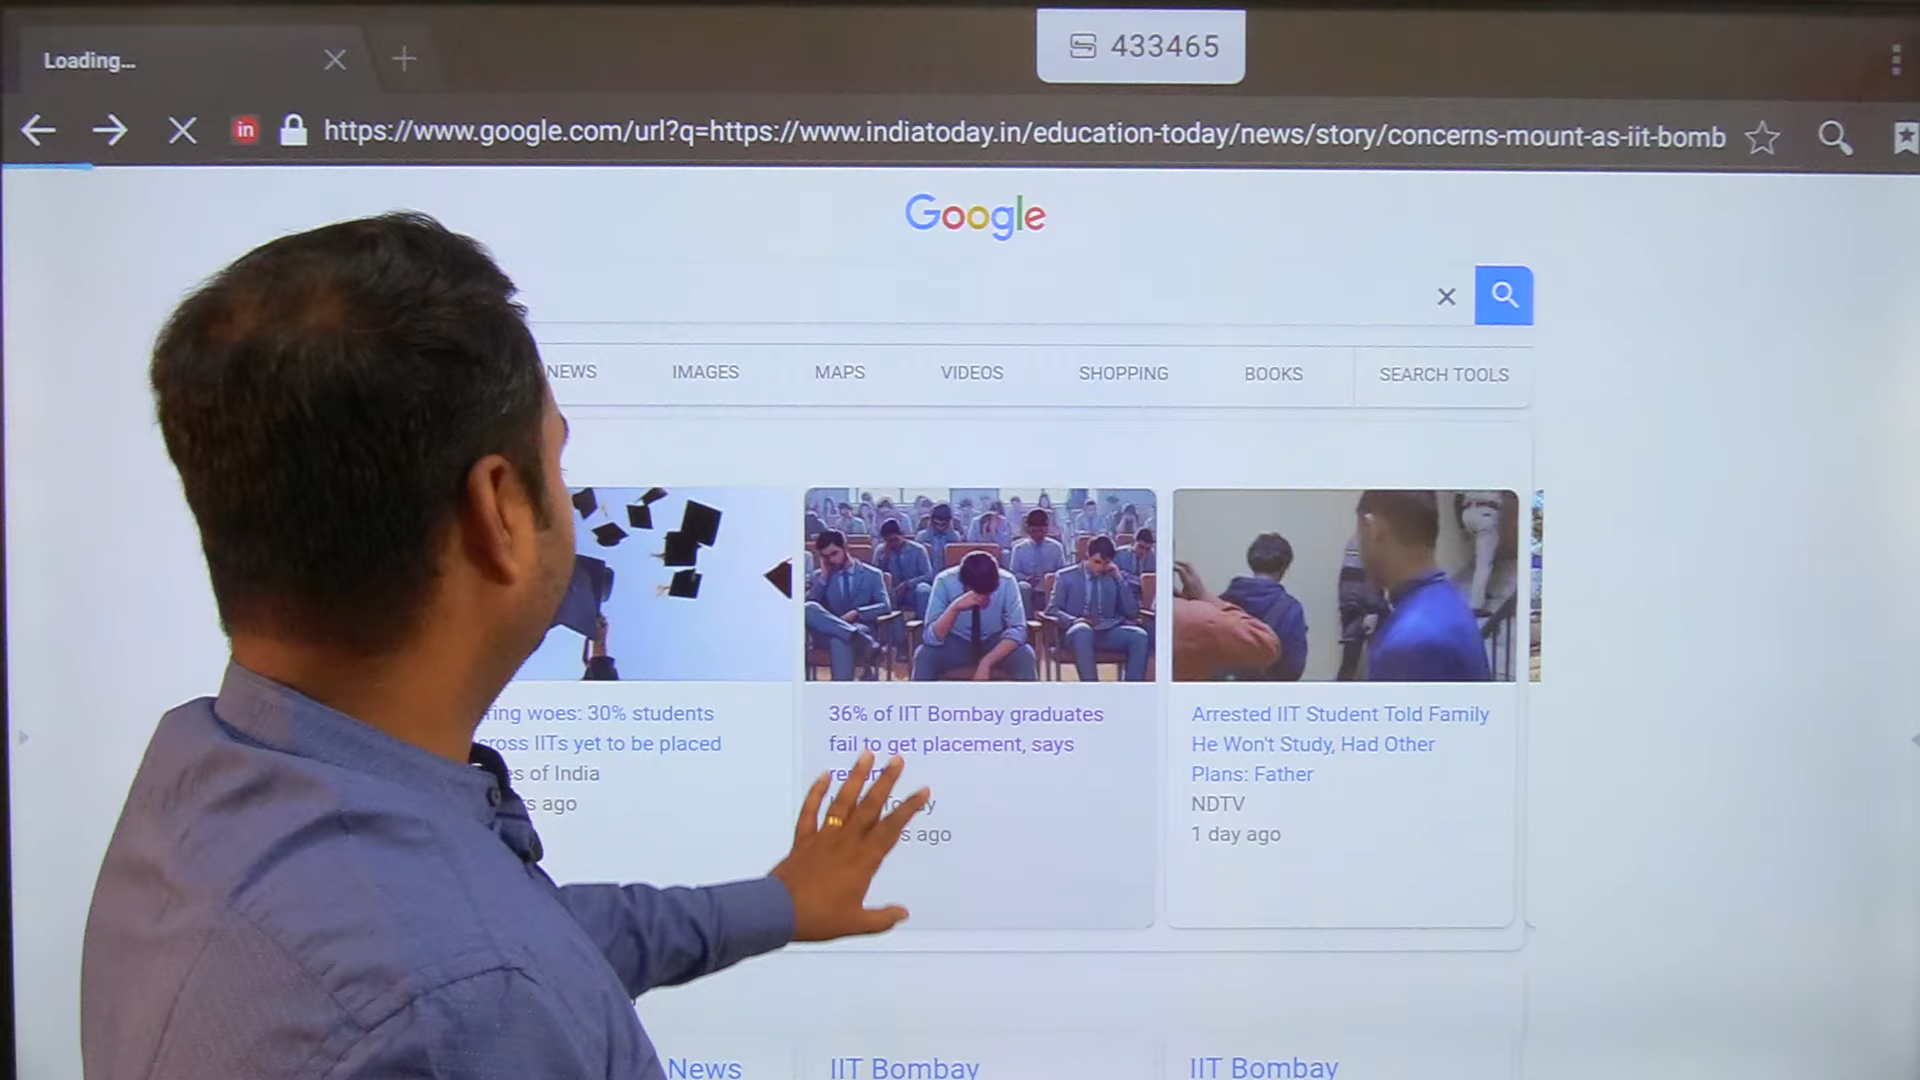 Loading...
433465
in
https://www.google.com/url?q=https://www.indiatoday.in/education-today/news/story/concerns-mount-as-iit-bomb
Google
NEWS
IMAGES
MAPS
VIDEOS
SHOPPING
BOOKS
SEARCH TOOLS
woes: 30% students
IITs yet to be placed
of India
ago
36% of IIT Bombay graduates
fail to get placement, says
ago
Arrested IIT Student Told Family
He Won't Study, Had Other
Plans: Father
NDTV
1 day ago
News
IIT Bombay
IIT Bombay